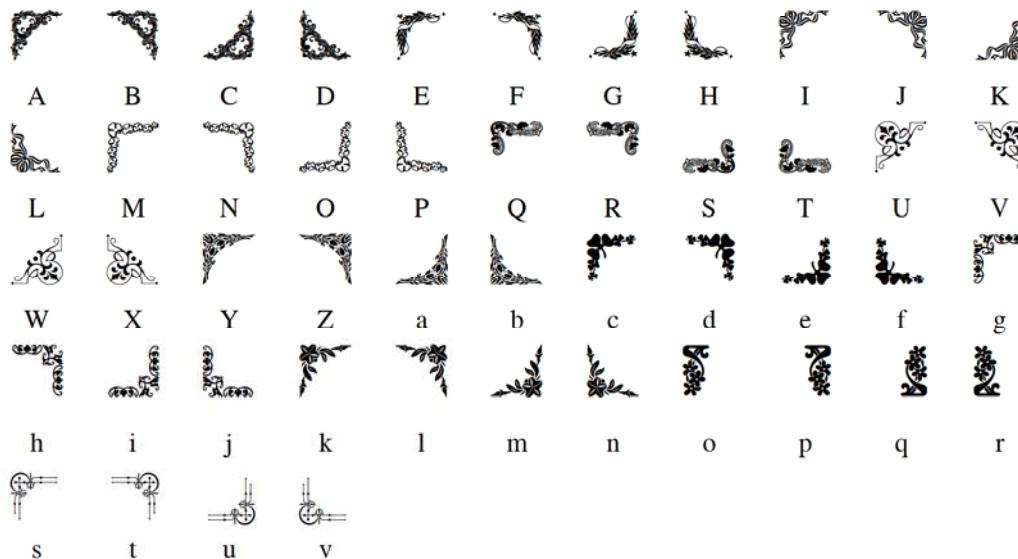 A B C D E F G H I J K
L M N O P Q R S T U V
W X Y Z a b c d e f g
h i j k l m n o p q r
s t u v